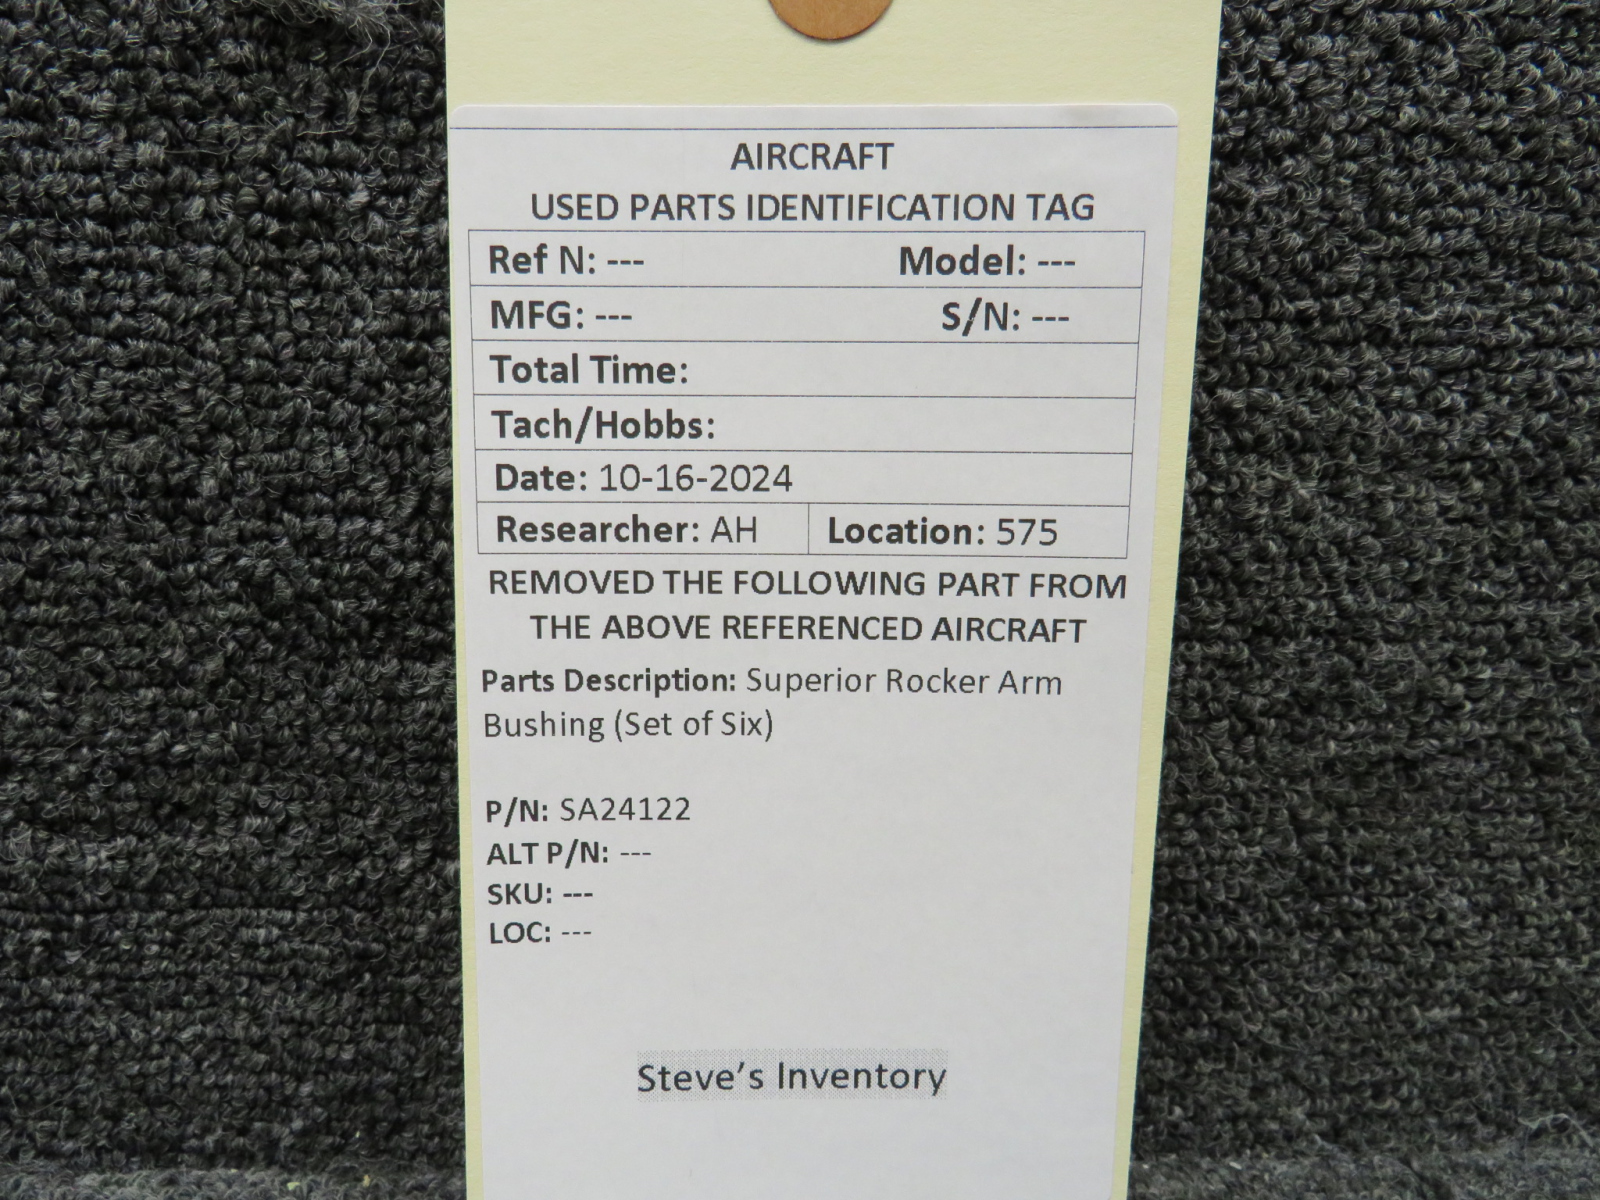 AIRCRAFT
USED PARTS IDENTIFICATION TAG
Ref N: --- Model: ---
MFG: --- S/N: ---
Total Time:
Tach/Hobbs:
Date: 10-16-2024
Researcher: AH Location: 575
REMOVED THE FOLLOWING PART FROM
THE ABOVE REFERENCED AIRCRAFT
Parts Description: Superior Rocker Arm
Bushing (Set of Six)
P/N: SA24122
ALT P/N: ---
SKU: ---
LOC: ---
Steve's Inventory